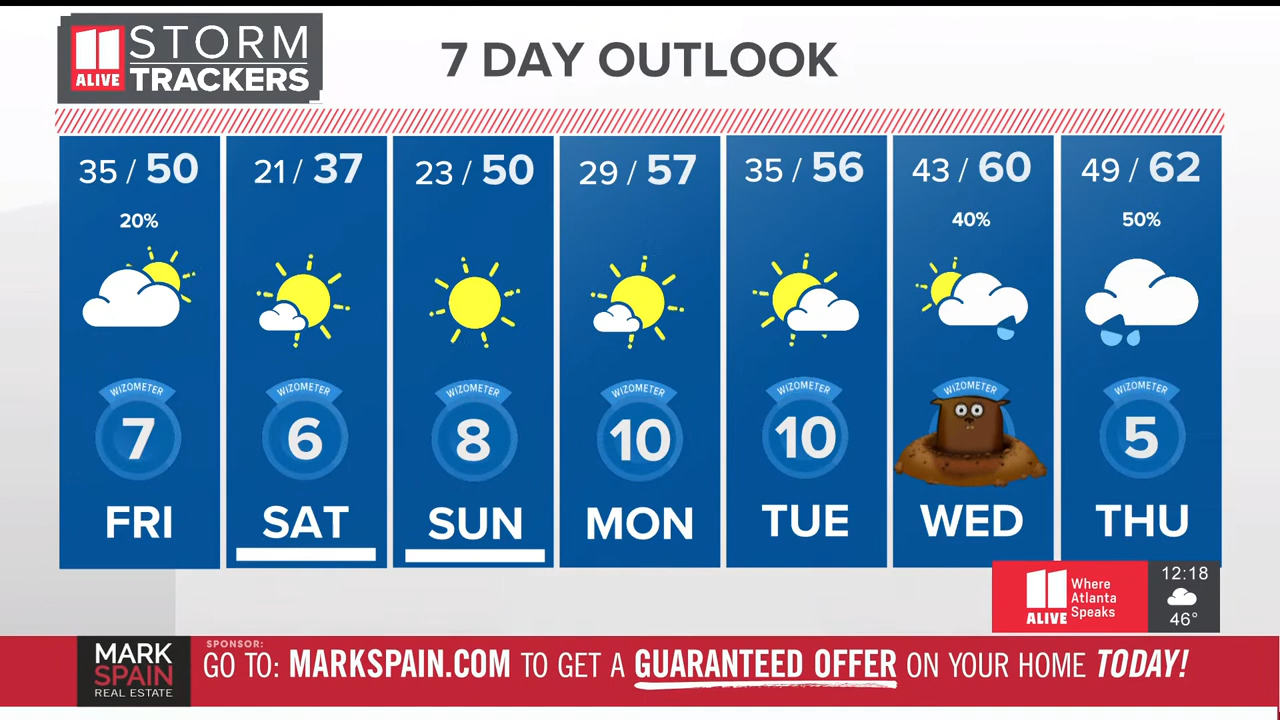 11 ALIVE
STORM
TRACKERS
7 DAY OUTLOOK
35 / 50
20%
WIZOMETER
7
FRI
21 / 37
WIZOMETER
6
SAT
23 / 50
WIZOMETER
8
SUN
29 / 57
WIZOMETER
10
MON
35 / 56
WIZOMETER
10
TUE
43 / 60
40%
WIZOMETER
WED
49 / 62
50%
WIZOMETER
5
THU
11 ALIVE
Where
Atlanta
Speaks
12:18
46°
MARK
SPAIN
REAL ESTATE
SPONSOR:
GO TO: MARKSPAIN.COM TO GET A GUARANTEED OFFER ON YOUR HOME TODAY!